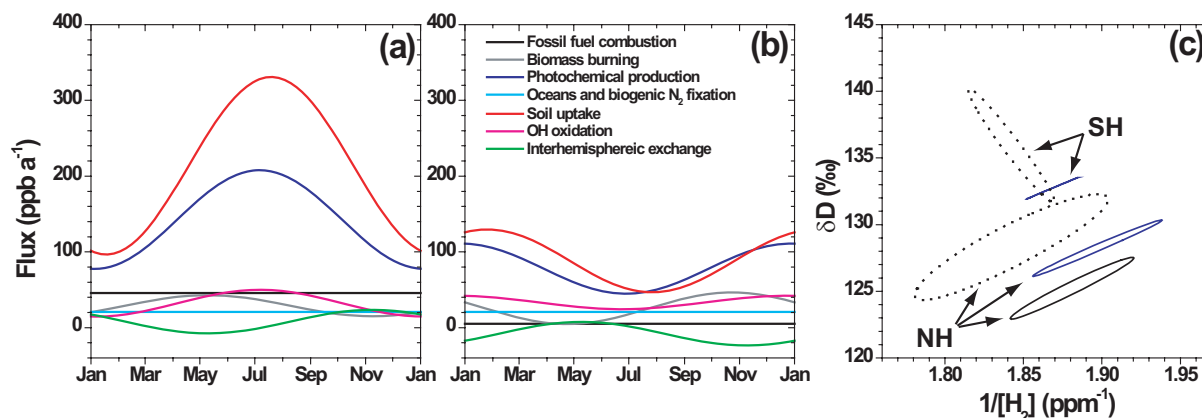 (a)
400
300
200
100
0
Flux (ppb a⁻¹)
Jan Mar May Jul Sep Nov Jan
(b)
400
300
200
100
0
Fossil fuel combustion
Biomass burning
Photochemical production
Oceans and biogenic N₂ fixation
Soil uptake
OH oxidation
Interhemisphereic exchange
Jan Mar May Jul Sep Nov Jan
(c)
145
140
135
130
125
120
δD (‰)
SH
NH
1.80 1.85 1.90 1.95
1/[H₂] (ppm⁻¹)